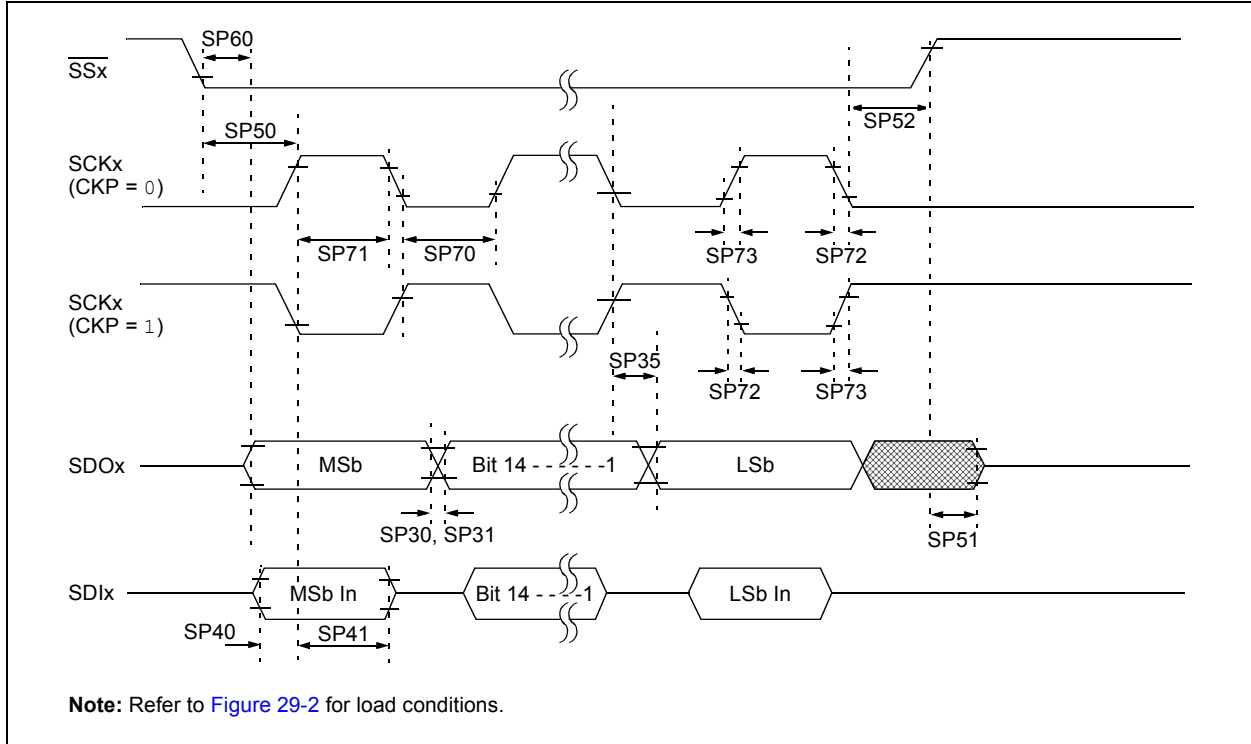 SP60
SSx
SP50
SP52
SCKx
(CKP = 0)
SP71
SP70
SP73
SP72
SCKx
(CKP = 1)
SP35
SP72
SP73
SDOx
MSb
Bit 14 - - - - - -1
LSb
SP30, SP31
SP51
SDIx
MSb In
Bit 14 - - - -1
LSb In
SP40
SP41
Note: Refer to Figure 29-2 for load conditions.